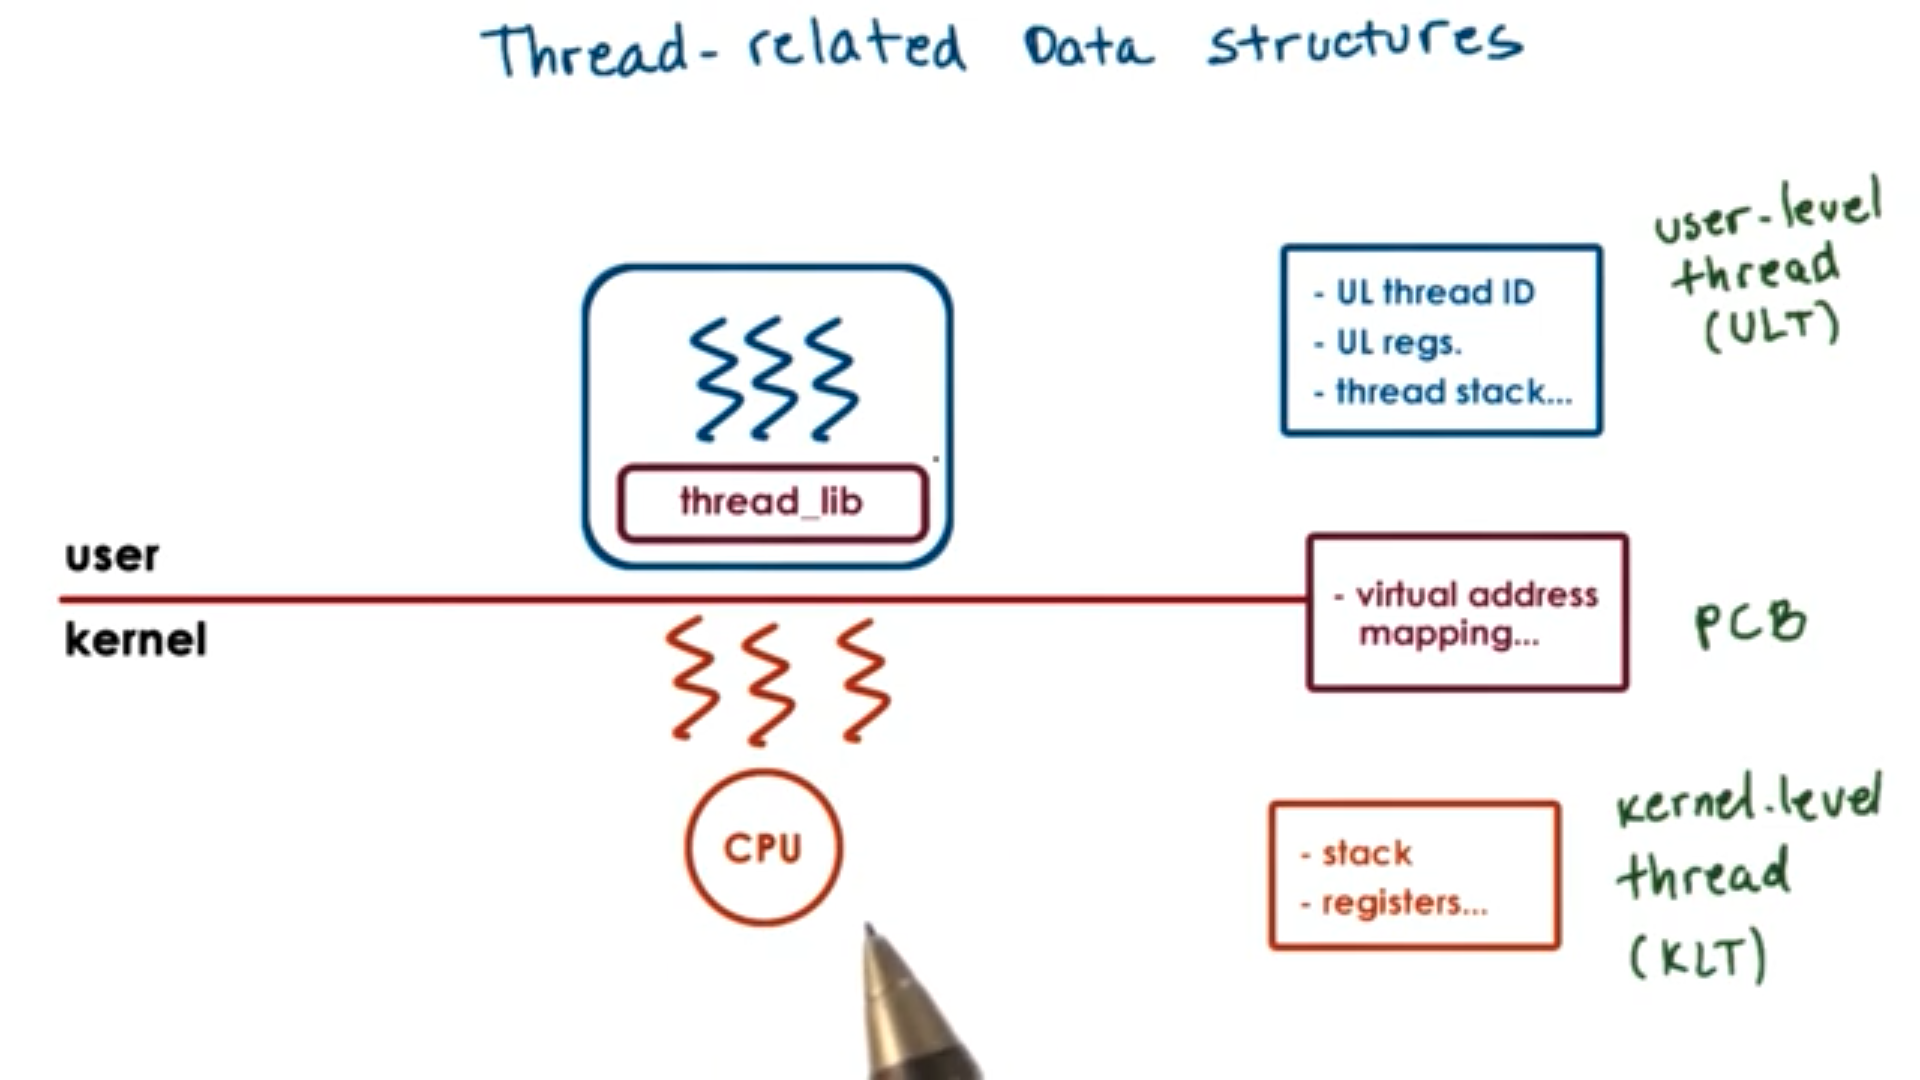 Thread-related Data structures
user-level
thread
(ULT)
- UL thread ID
- UL regs.
- thread stack...
thread_lib
user
kernel
- virtual address
mapping...
PCB
CPU
- stack
- registers...
kernel-level
thread
(KLT)